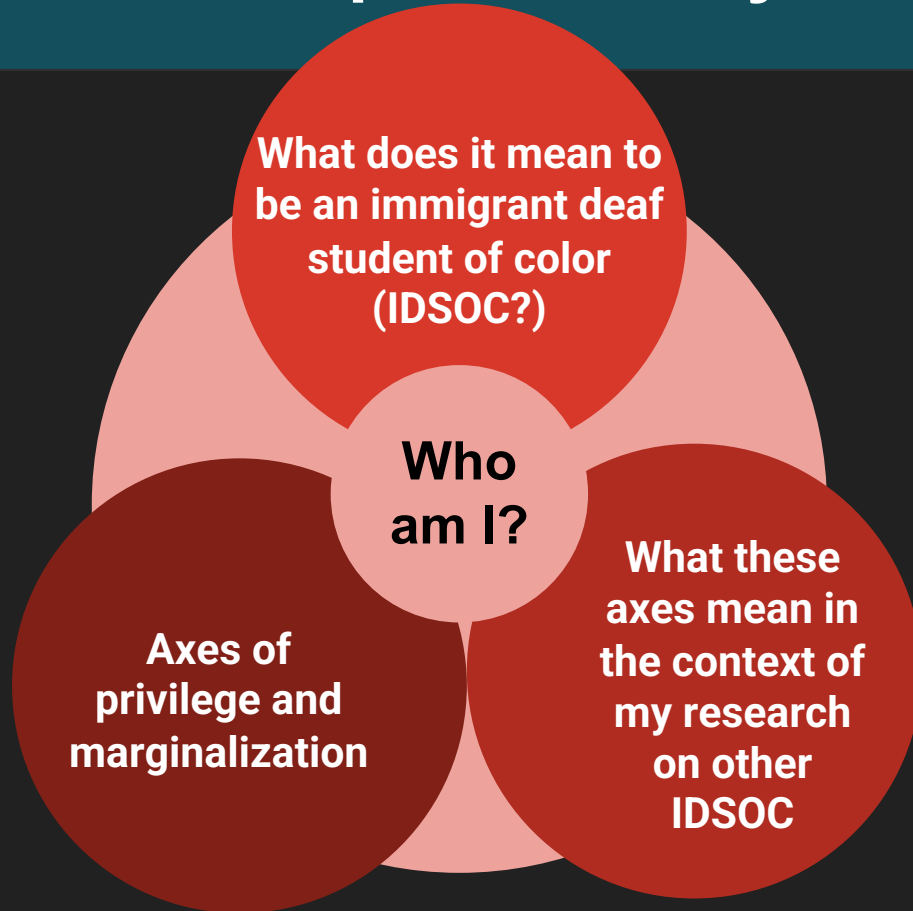 What does it mean to
be an immigrant deaf
student of color
(IDSOC?)
Who
am I?
Axes of
privilege and
marginalization
What these
axes mean in
the context of
my research
on other
IDSOC